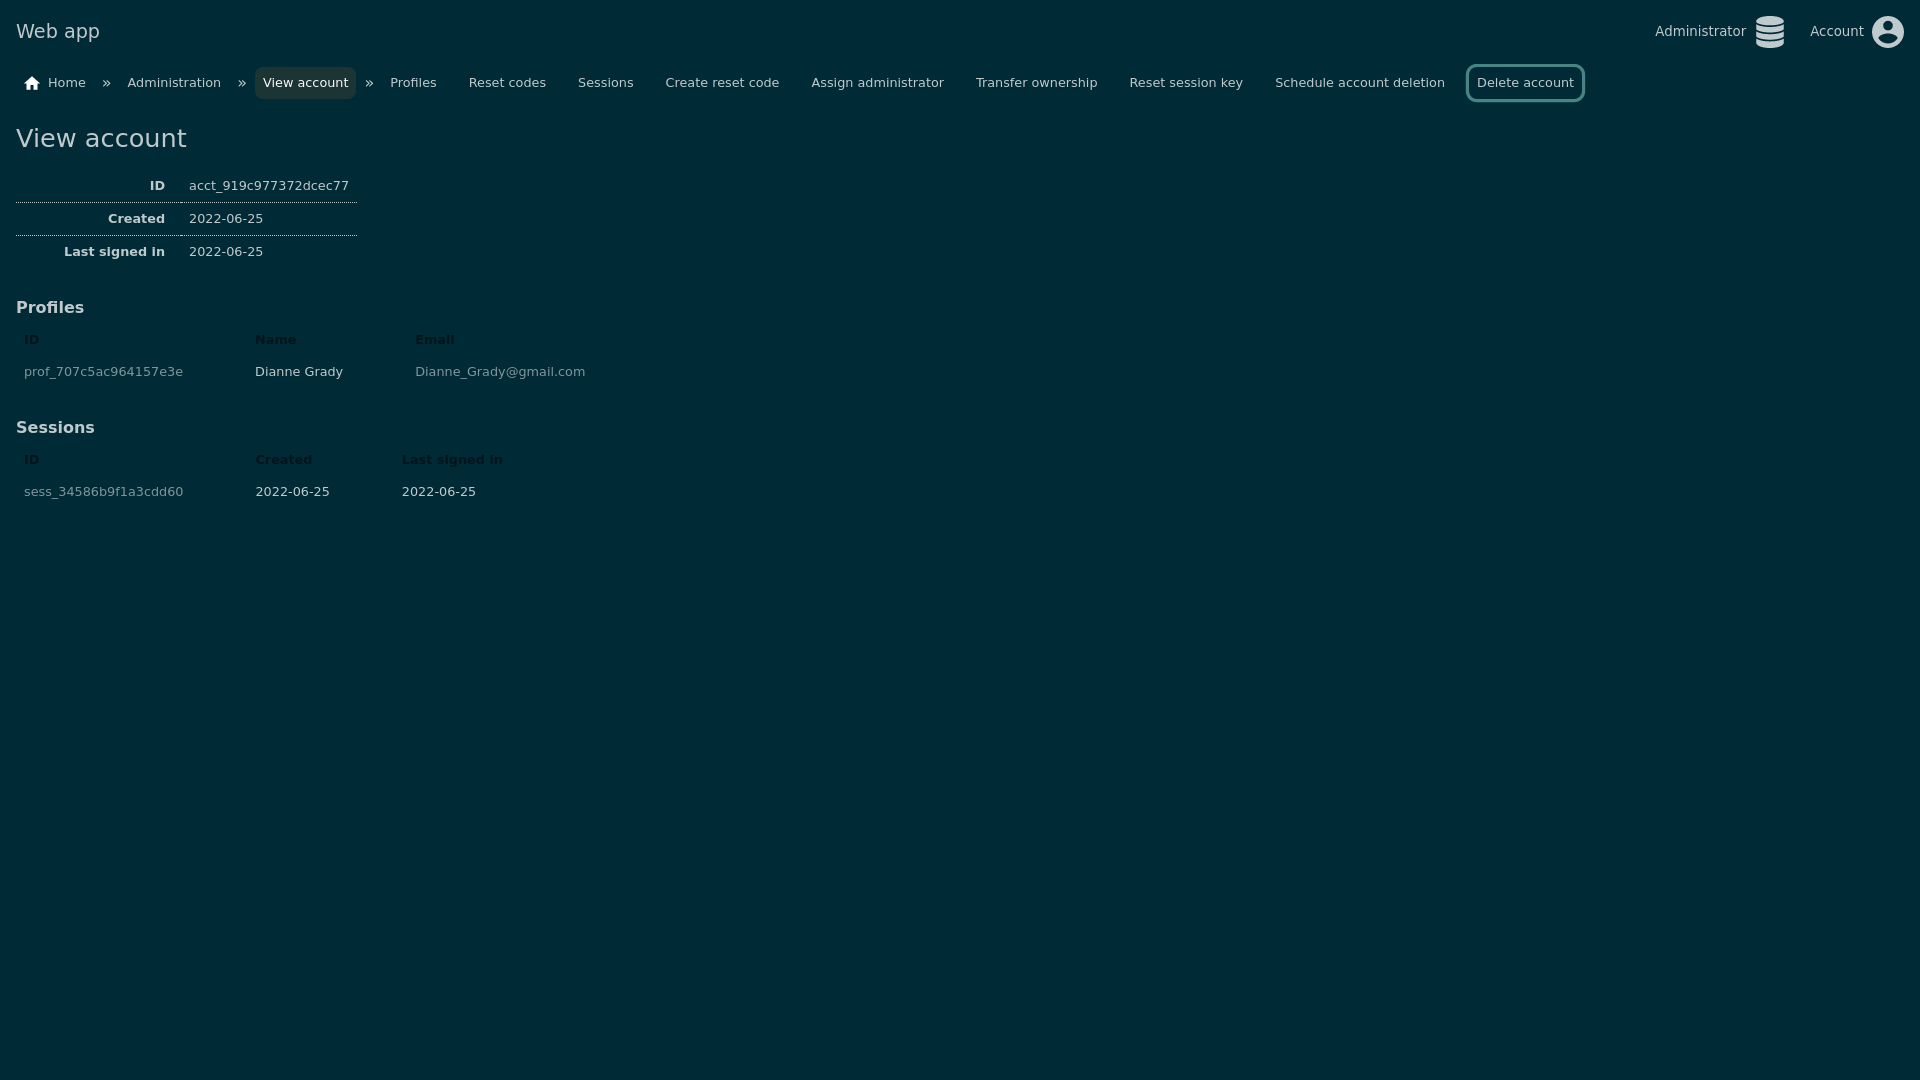 Web app
Administrator
Account
Home » Administration » View account » Profiles Reset codes Sessions Create reset code Assign administrator Transfer ownership Reset session key Schedule account deletion Delete account
View account
ID acct_919c977372dcec77
Created 2022-06-25
Last signed in 2022-06-25
Profiles
ID Name Email
prof_707c5ac964157e3e Dianne Grady Dianne_Grady@gmail.com
Sessions
ID Created Last signed in
sess_34586b9f1a3cdd60 2022-06-25 2022-06-25